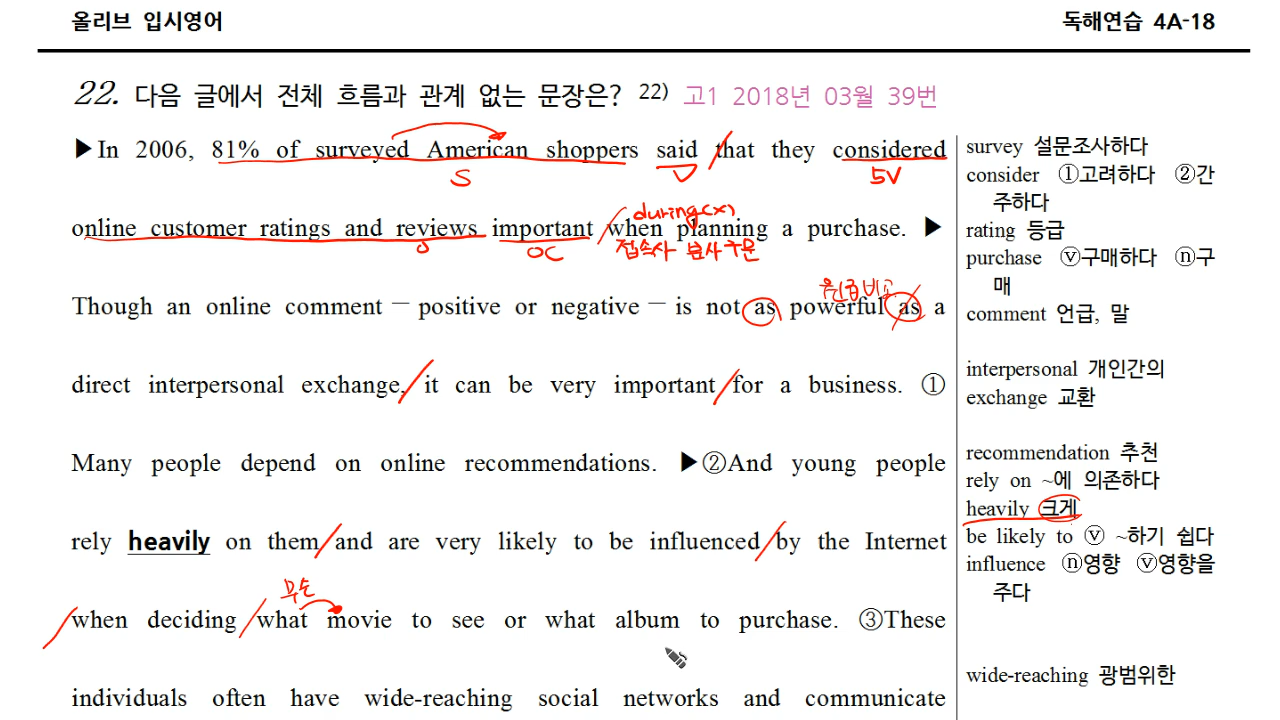 올리브 입시영어
독해연습 4A-18
22. 다음 글에서 전체 흐름과 관계 없는 문장은? 22) 고1 2018년 03월 39번
▶In 2006, 81% of surveyed American shoppers said that they considered
S V 5V
during(x)
online customer ratings and reviews important when planning a purchase. ▶
o OC 접속사 분사구문
원급비교
Though an online comment – positive or negative – is not as powerful as a
direct interpersonal exchange, it can be very important for a business. ①
Many people depend on online recommendations. ▶②And young people
rely heavily on them and are very likely to be influenced by the Internet
무슨
when deciding what movie to see or what album to purchase. ③These
individuals often have wide-reaching social networks and communicate
survey 설문조사하다
consider ①고려하다 ②간
주하다
rating 등급
purchase ⓥ구매하다 ⓝ구
매
comment 언급, 말
interpersonal 개인간의
exchange 교환
recommendation 추천
rely on ~에 의존하다
heavily 크게
be likely to ⓥ ~하기 쉽다
influence ⓝ영향 ⓥ영향을
주다
wide-reaching 광범위한